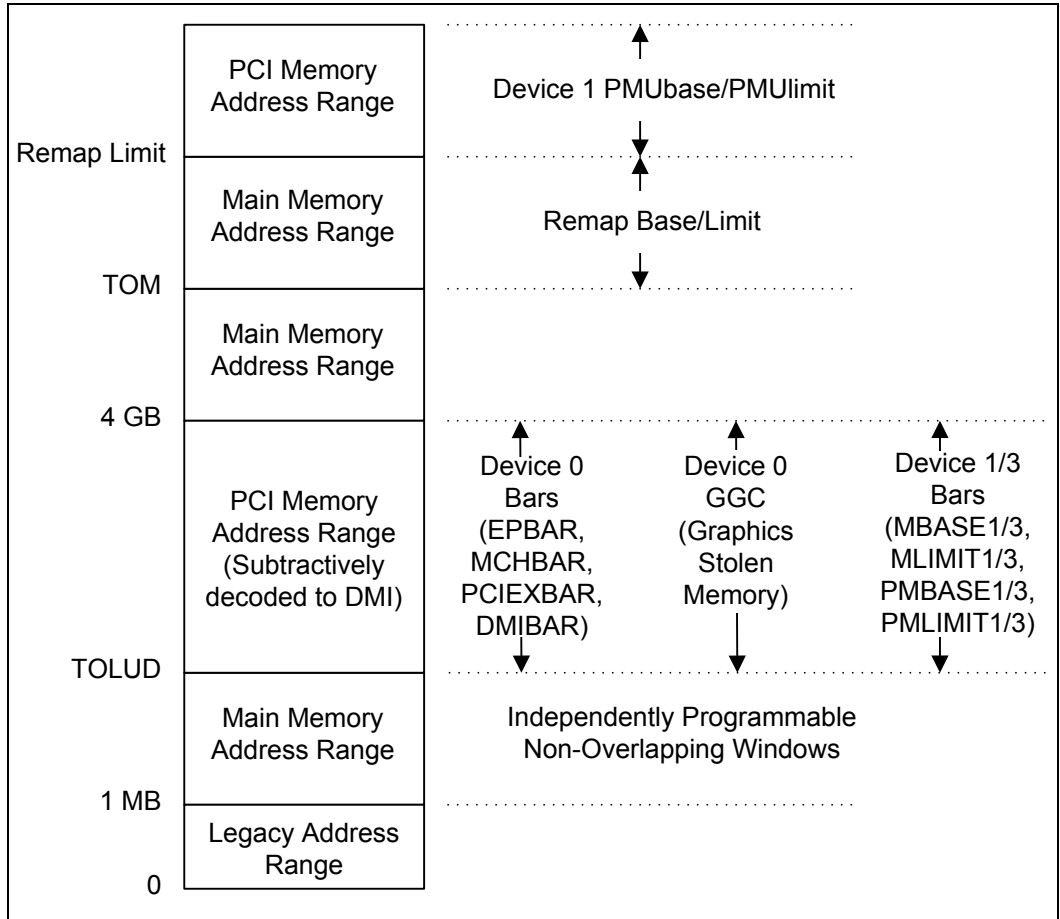 PCI Memory
Address Range
Device 1 PMUbase/PMUlimit
Remap Limit
Main Memory
Address Range
Remap Base/Limit
TOM
Main Memory
Address Range
4 GB
PCI Memory
Address Range
(Subtractively
decoded to DMI)
Device 0
Bars
(EPBAR,
MCHBAR,
PCIEXBAR,
DMIBAR)
Device 0
GGC
(Graphics
Stolen
Memory)
Device 1/3
Bars
(MBASE1/3,
MLIMIT1/3,
PMBASE1/3,
PMLIMIT1/3)
TOLUD
Main Memory
Address Range
Independently Programmable
Non-Overlapping Windows
1 MB
Legacy Address
Range
0